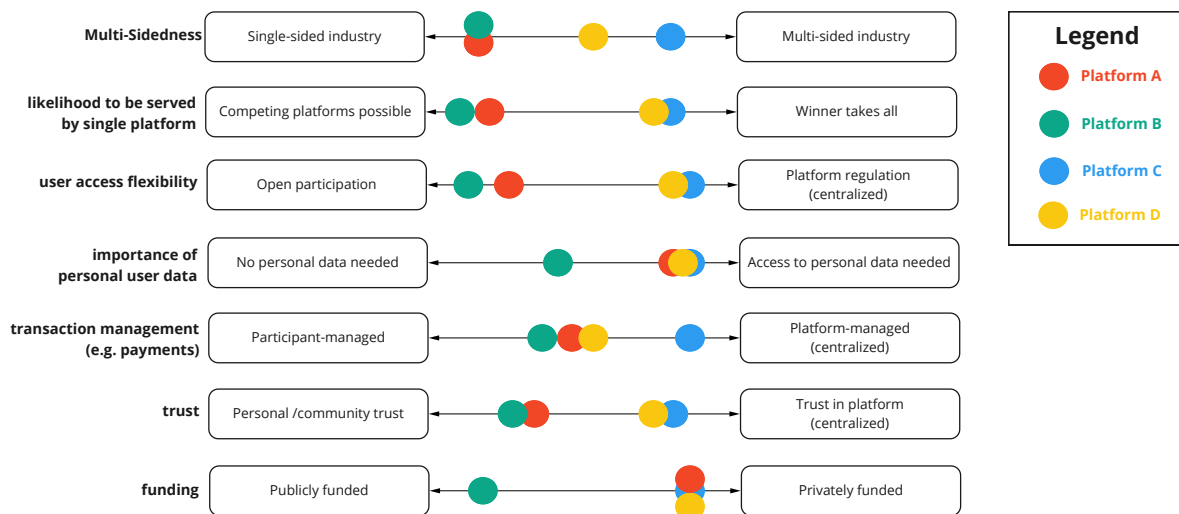 Multi-Sidedness
Single-sided industry
Multi-sided industry
likelihood to be served
by single platform
Competing platforms possible
Winner takes all
user access flexibility
Open participation
Platform regulation
(centralized)
importance of
personal user data
No personal data needed
Access to personal data needed
transaction management
(e.g. payments)
Participant-managed
Platform-managed
(centralized)
trust
Personal /community trust
Trust in platform
(centralized)
funding
Publicly funded
Privately funded
Legend
Platform A
Platform B
Platform C
Platform D